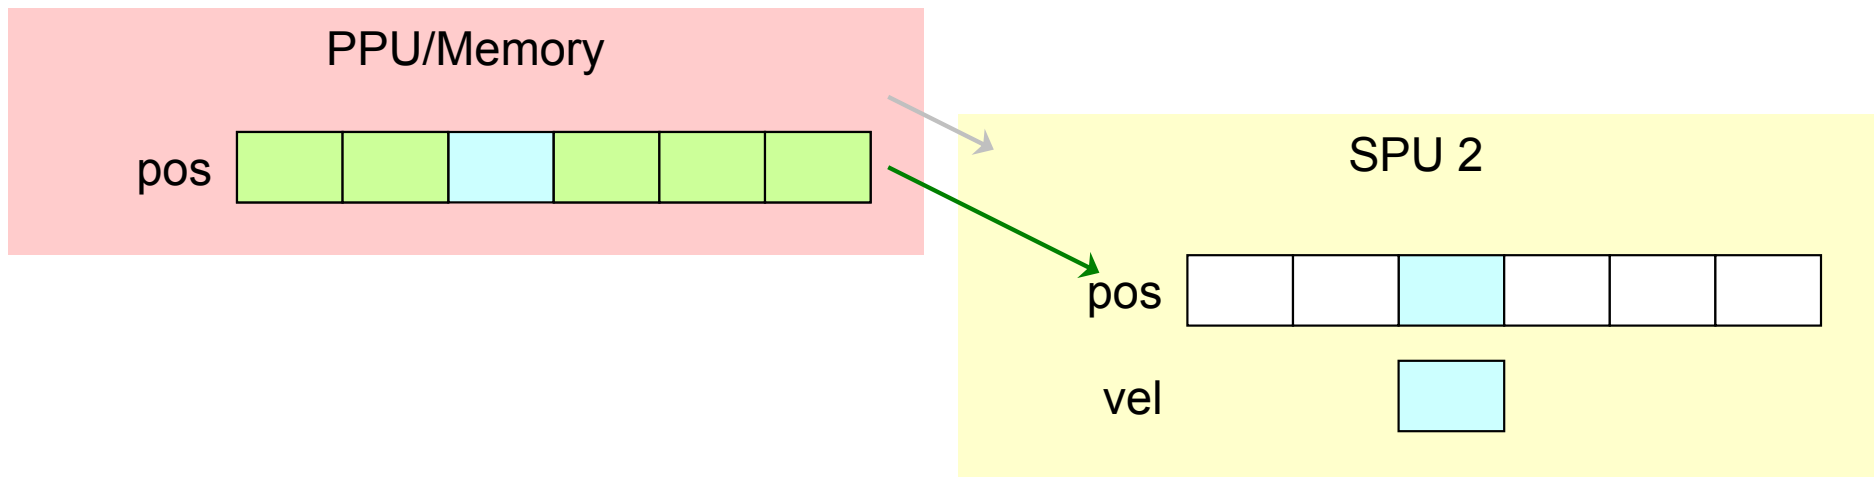 PPU/Memory
pos
SPU 2
pos
vel